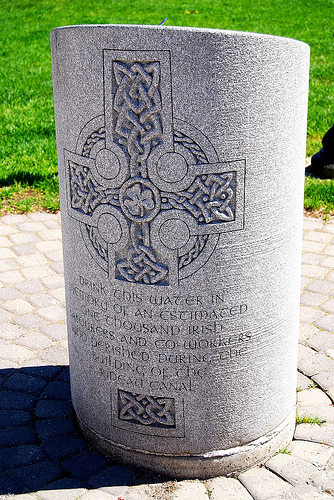 DRINK THIS WATER IN
MEMORY OF AN ESTIMATED
ONE THOUSAND IRISH
WORKERS AND CO-WORKERS
WHO PERISHED DURING THE
BUILDING OF THE
RIDEAU CANAL